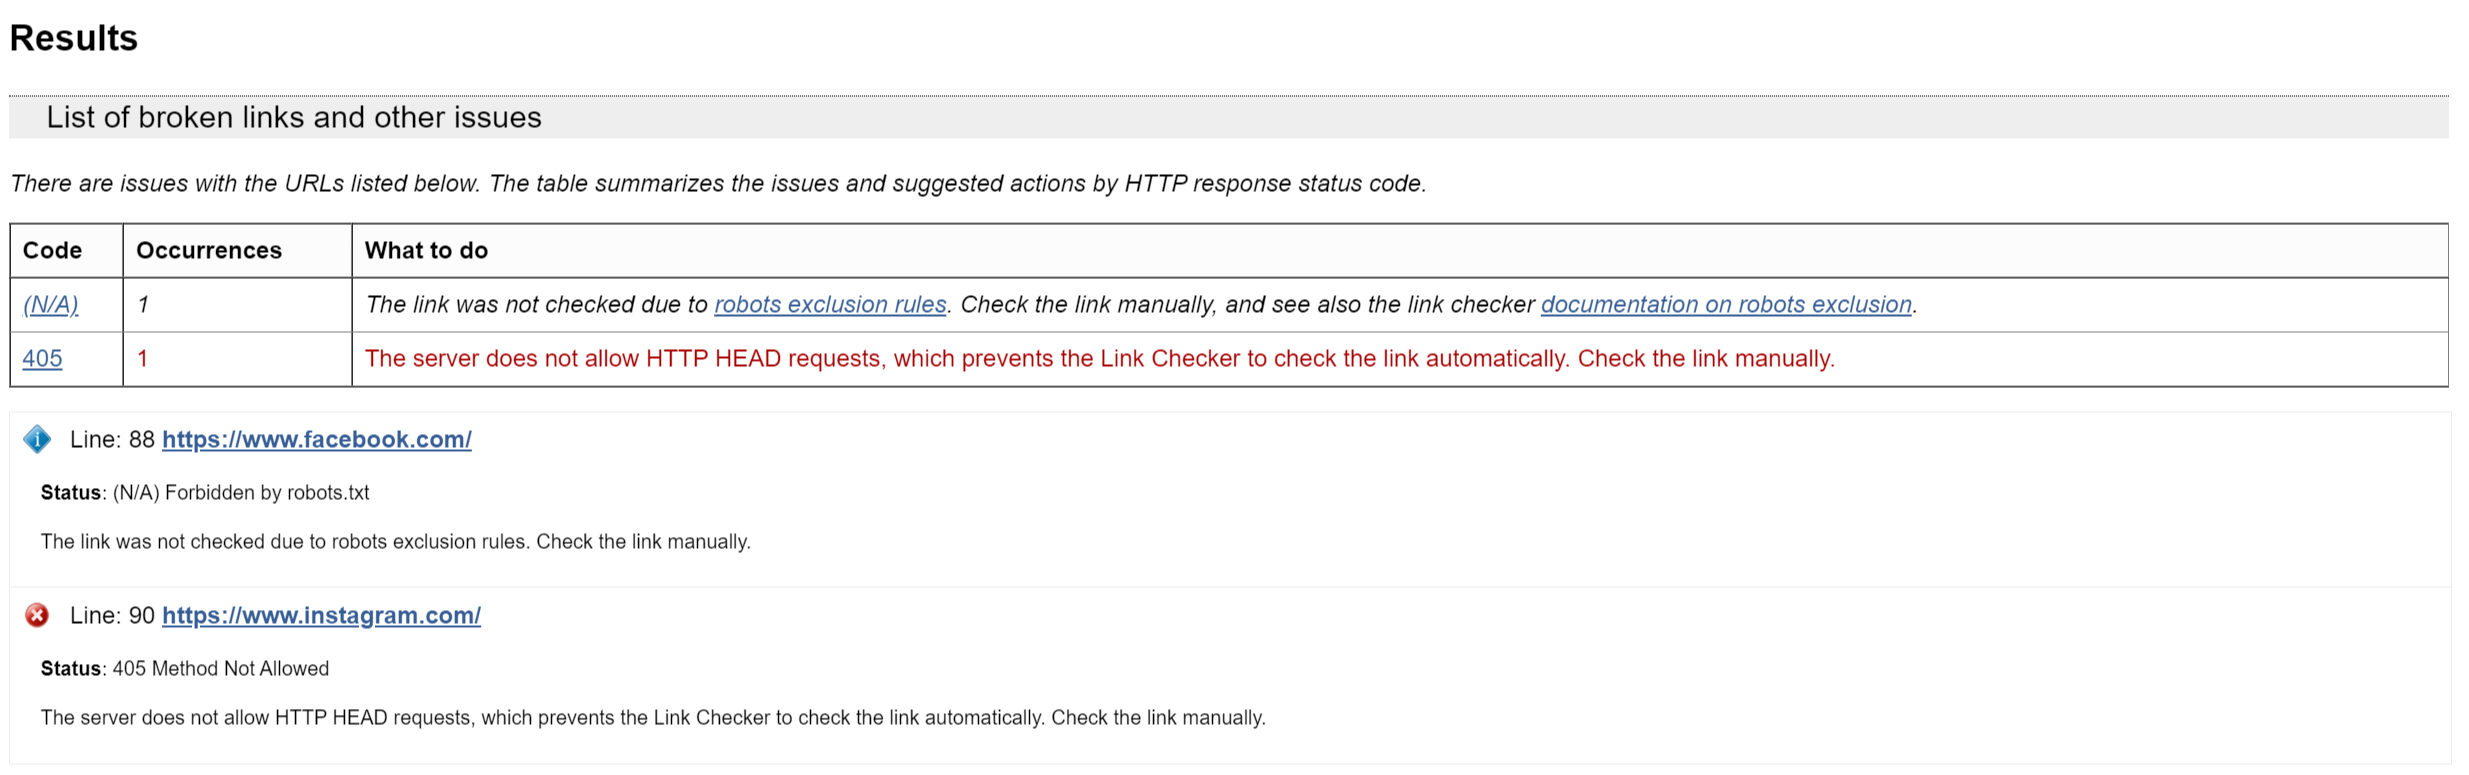 Results
List of broken links and other issues
There are issues with the URLs listed below. The table summarizes the issues and suggested actions by HTTP response status code.
Code Occurrences What to do
(N/A) 1 The link was not checked due to robots exclusion rules. Check the link manually, and see also the link checker documentation on robots exclusion.
405 1 The server does not allow HTTP HEAD requests, which prevents the Link Checker to check the link automatically. Check the link manually.
Line: 88 https://www.facebook.com/
Status: (N/A) Forbidden by robots.txt
The link was not checked due to robots exclusion rules. Check the link manually.
Line: 90 https://www.instagram.com/
Status: 405 Method Not Allowed
The server does not allow HTTP HEAD requests, which prevents the Link Checker to check the link automatically. Check the link manually.